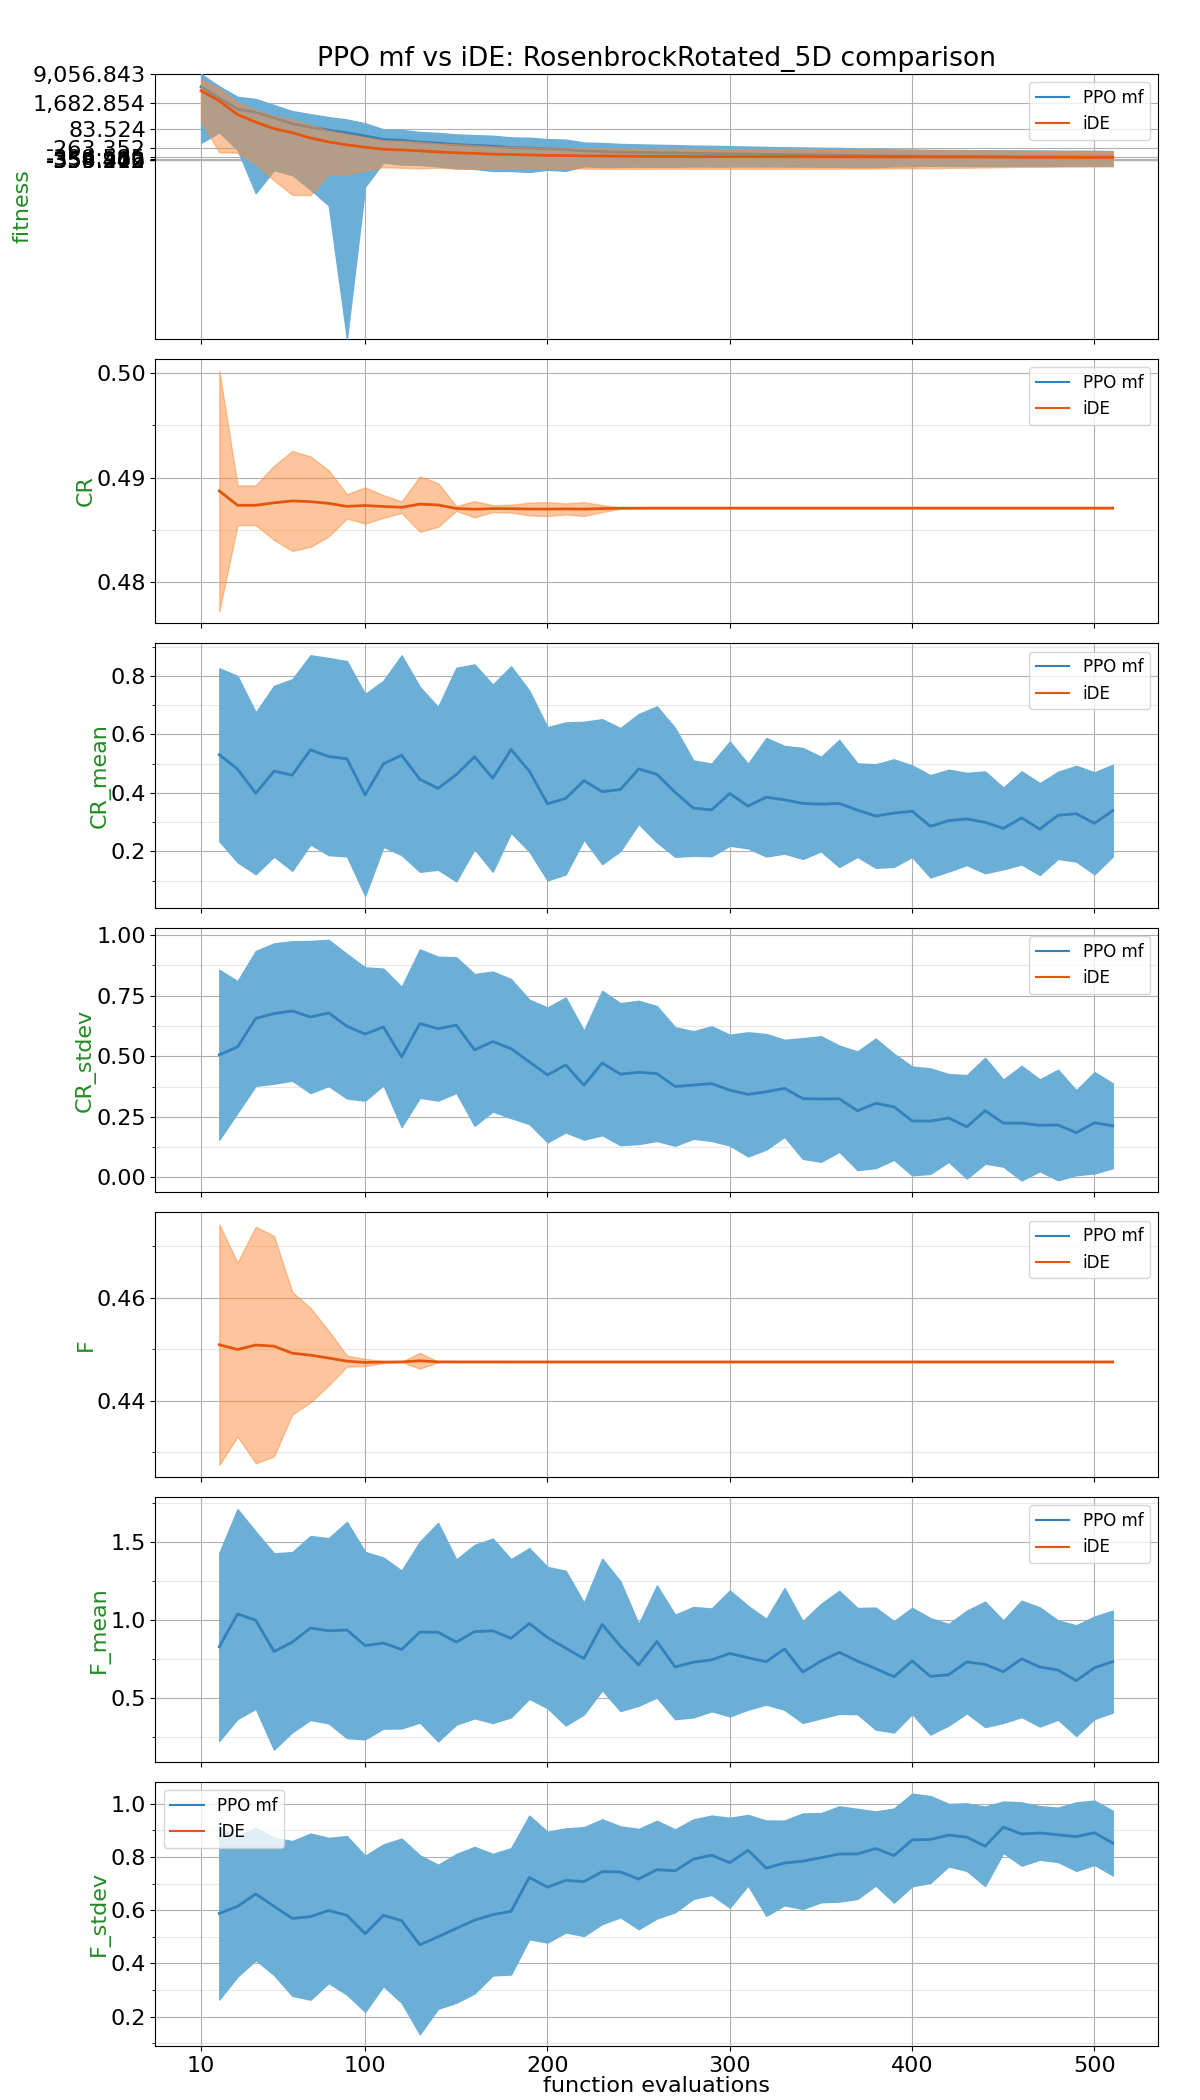 PPO mf vs iDE: RosenbrockRotated_5D comparison
9,056.843
1,682.854
83.524
-263.352
fitness
PPO mf
iDE
0.50
0.49
0.48
CR
PPO mf
iDE
0.8
0.6
0.4
0.2
CR_mean
PPO mf
iDE
1.00
0.75
0.50
0.25
0.00
CR_stdev
PPO mf
iDE
0.46
0.44
F
PPO mf
iDE
1.5
1.0
0.5
F_mean
PPO mf
iDE
1.0
0.8
0.6
0.4
0.2
F_stdev
PPO mf
iDE
10 100 200 300 400 500
function evaluations